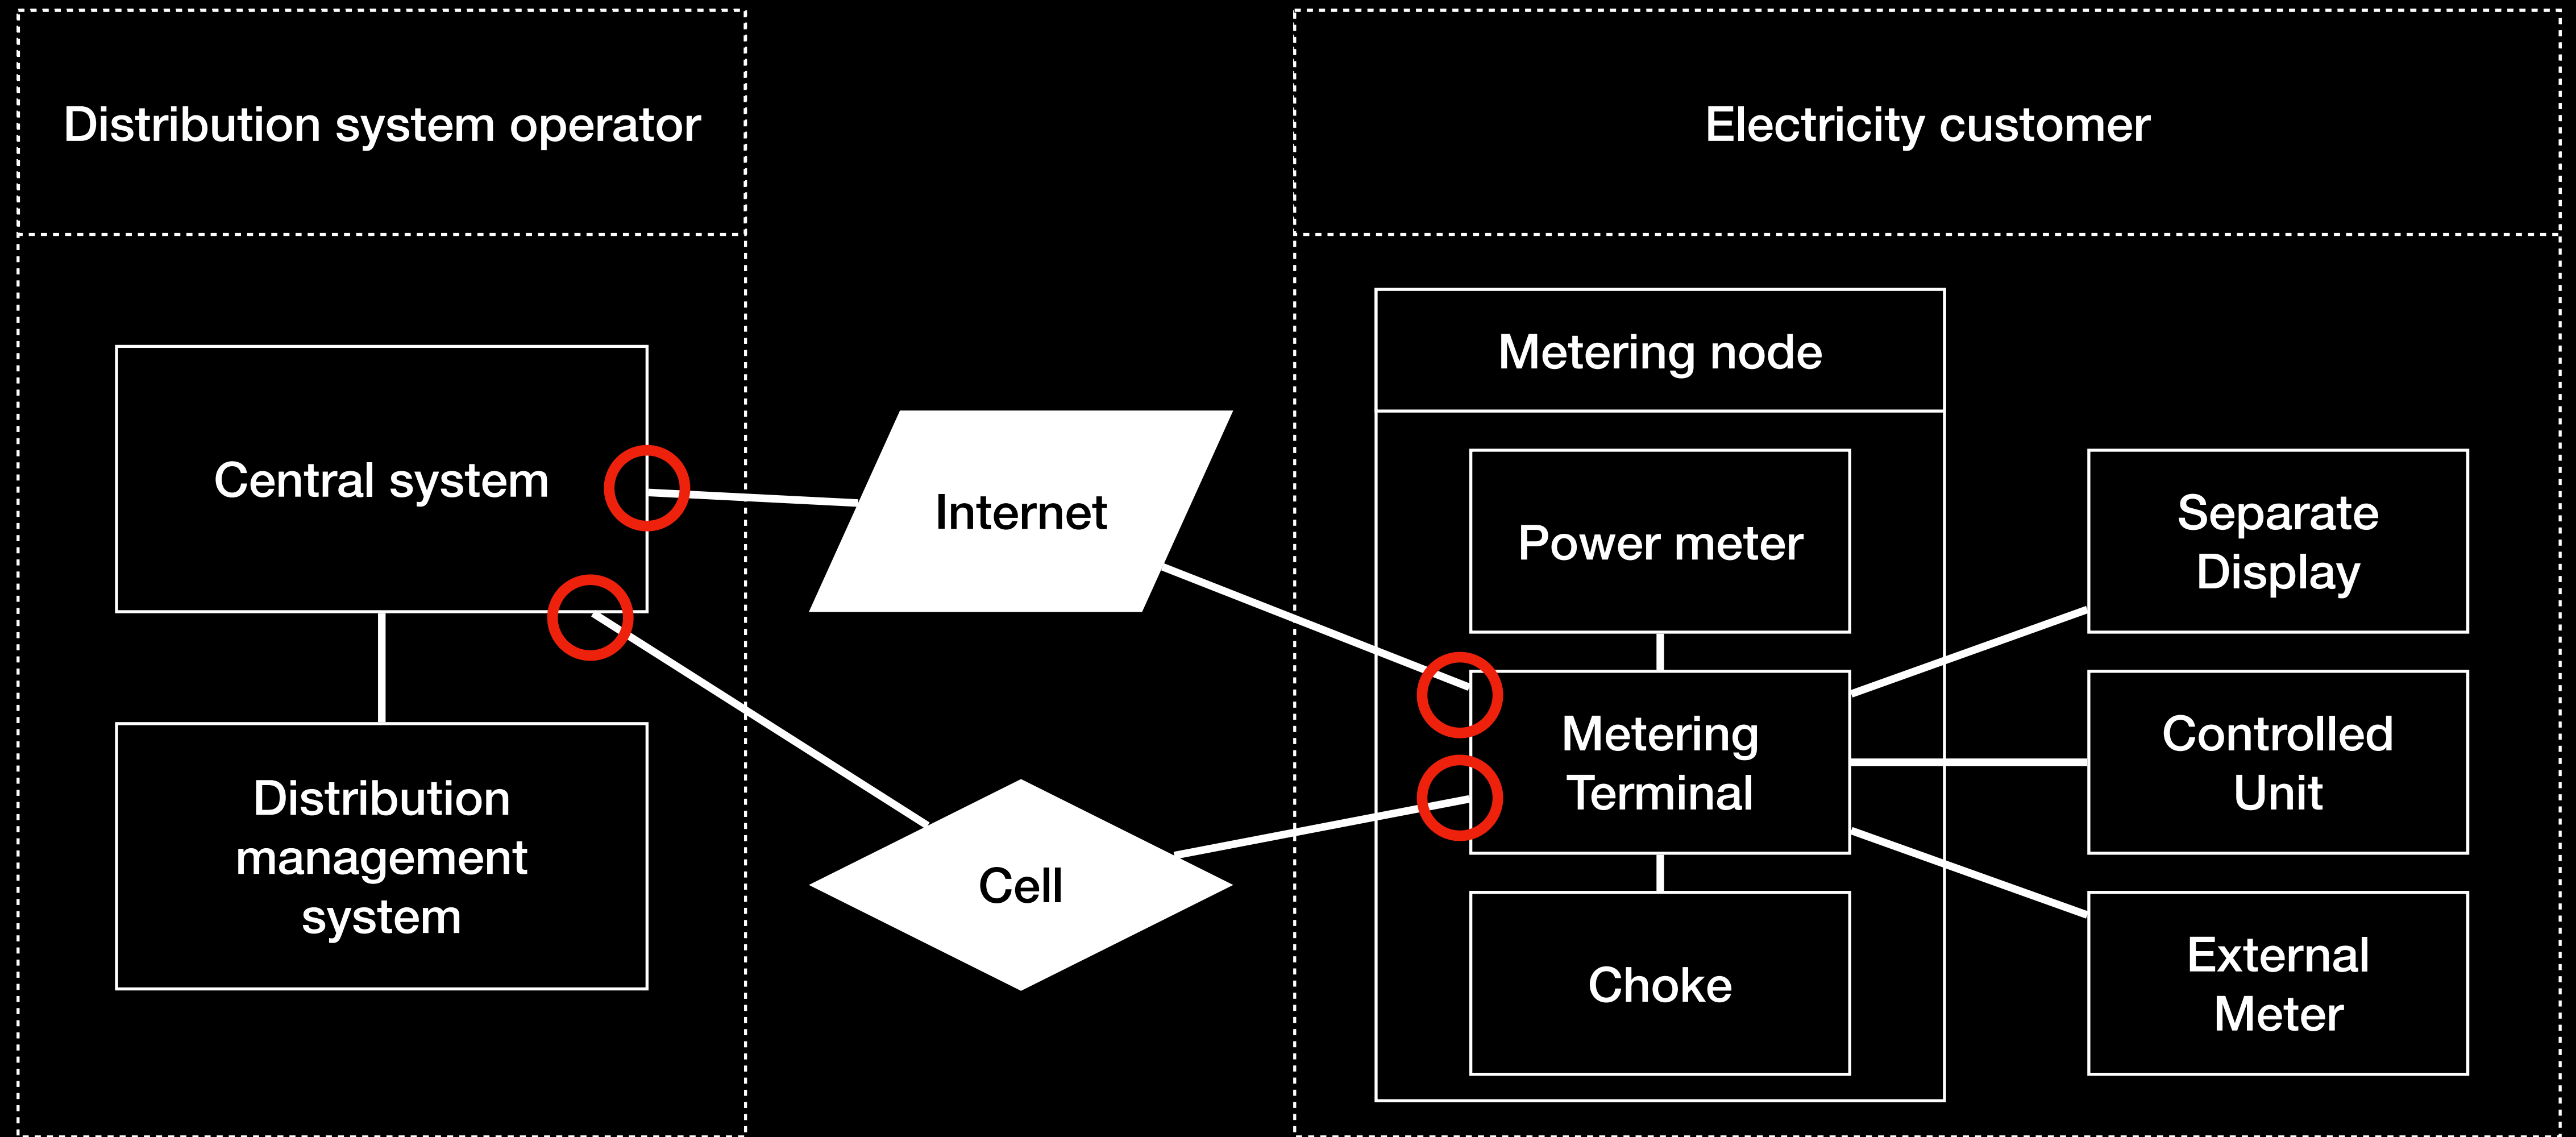 Distribution system operator
Electricity customer
Central system
Distribution
management
system
Internet
Cell
Metering node
Power meter
Metering
Terminal
Choke
Separate
Display
Controlled
Unit
External
Meter